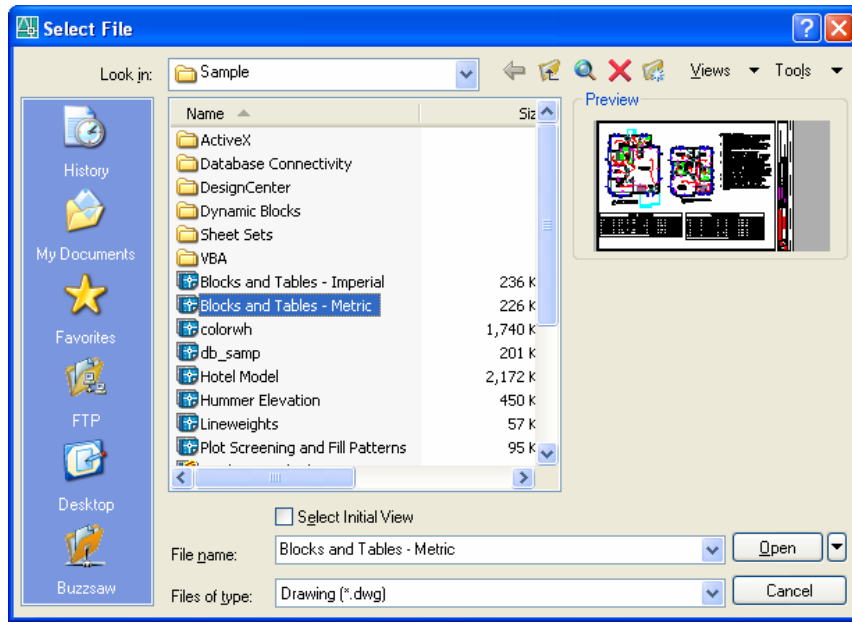 Select File
Look in: Sample Views Tools
Name Siz
Preview
ActiveX
Database Connectivity
DesignCenter
Dynamic Blocks
Sheet Sets
VBA
Blocks and Tables - Imperial 236 K
Blocks and Tables - Metric 226 K
colorwh 1,740 K
db_samp 201 K
Hotel Model 2,172 K
Hummer Elevation 450 K
Lineweights 57 K
Plot Screening and Fill Patterns 95 K
History
My Documents
Favorites
FTP
Desktop
Buzzsaw
Select Initial View
File name: Blocks and Tables - Metric Open
Files of type: Drawing (*.dwg) Cancel